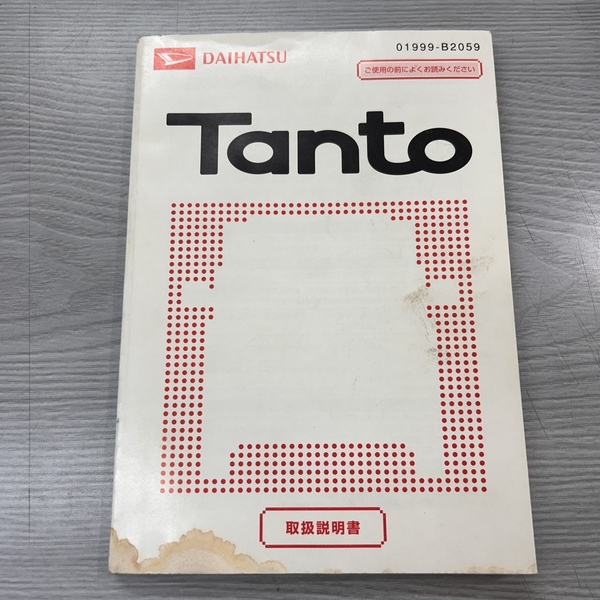 DAIHATSU
01999-B2059
ご使用の前によくお読みください
Tanto
取扱説明書